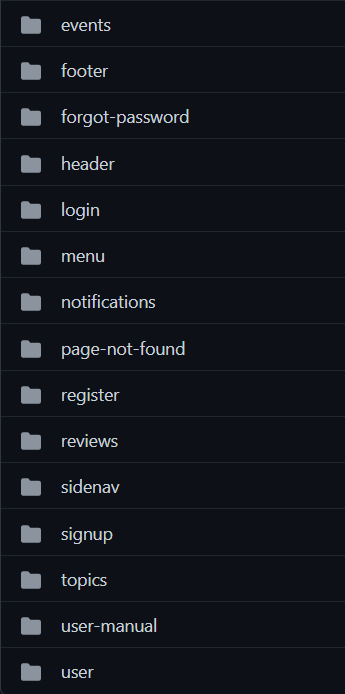 events
footer
forgot-password
header
login
menu
notifications
page-not-found
register
reviews
sidenav
signup
topics
user-manual
user